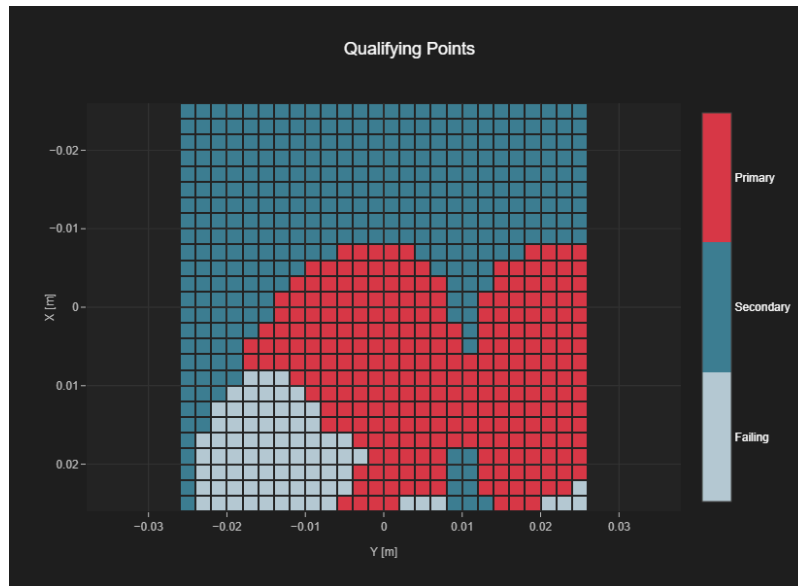 Qualifying Points
−0.02
−0.01
0
0.01
0.02
X [m]
−0.03
−0.02
−0.01
0
0.01
0.02
0.03
Y [m]
Primary
Secondary
Failing